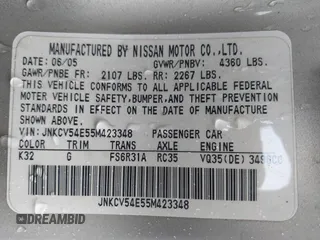 MANUFACTURED BY NISSAN MOTOR CO.,LTD.
DATE: 06/05 GVWR/PNBV: 4360 LBS.
GAWR/PNBE FR: 2107 LBS. RR: 2267 LBS.
THIS VEHICLE CONFORMS TO ALL APPLICABLE FEDERAL
MOTOR VEHICLE SAFETY,BUMPER,AND THEFT PREVENTION
STANDARDS IN EFFECT ON THE DATE OF MANUFACTURE
SHOWN ABOVE.
VIN: JNKCV54E55M423348 PASSENGER CAR
COLOR TRIM TRANS AXLE ENGINE
K32 G FS6R31A RC35 VQ35(DE)
JNKCV54E55M423348
DREAMBID